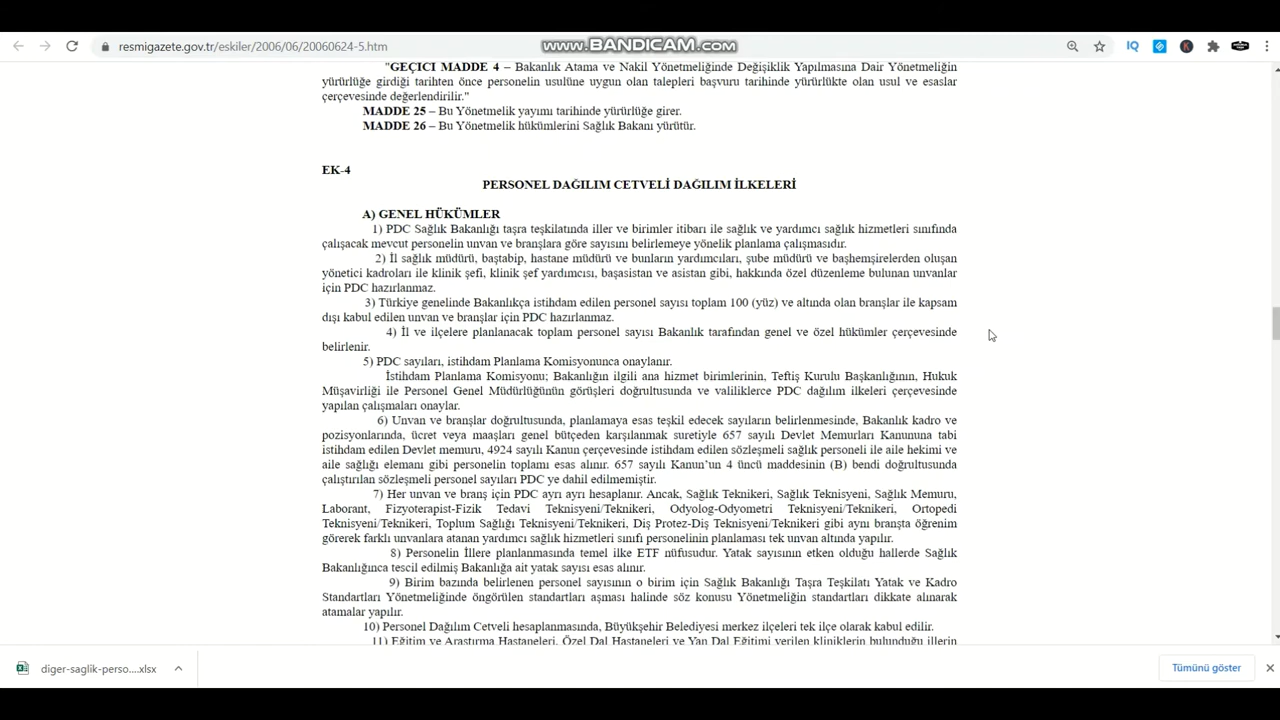 resmigazete.gov.tr/eskiler/2006/06/20060624-5.htm
www.BANDICAM.com
IQ
K
"GEÇICI MADDE 4 – Bakanlık Atama ve Nakil Yönetmeliğinde Değişiklik Yapılmasına Dair Yönetmeliğin
yürürlüğe girdiği tarihten önce personelin usulüne uygun olan talepleri başvuru tarihinde yürürlükte olan usul ve esaslar
çerçevesinde değerlendirilir."
MADDE 25 – Bu Yönetmelik yayımı tarihinde yürürlüğe girer.
MADDE 26 – Bu Yönetmelik hükümlerini Sağlık Bakanı yürütür.
EK-4
PERSONEL DAĞILIM CETVELİ DAĞILIM İLKELERİ
A) GENEL HÜKÜMLER
1) PDC Sağlık Bakanlığı taşra teşkilatında iller ve birimler itibarı ile sağlık ve yardımcı sağlık hizmetleri sınıfında
çalışacak mevcut personelin unvan ve branşlara göre sayısını belirlemeye yönelik planlama çalışmasıdır.
2) İl sağlık müdürü, baştabip, hastane müdürü ve bunların yardımcıları, şube müdürü ve başhemşirelerden oluşan
yönetici kadroları ile klinik şefi, klinik şef yardımcısı, başasistan ve asistan gibi, hakkında özel düzenleme bulunan unvanlar
için PDC hazırlanmaz.
3) Türkiye genelinde Bakanlıkça istihdam edilen personel sayısı toplam 100 (yüz) ve altında olan branşlar ile kapsam
dışı kabul edilen unvan ve branşlar için PDC hazırlanmaz.
4) İl ve ilçelere planlanacak toplam personel sayısı Bakanlık tarafından genel ve özel hükümler çerçevesinde
belirlenir.
5) PDC sayıları, istihdam Planlama Komisyonunca onaylanır.
İstihdam Planlama Komisyonu; Bakanlığın ilgili ana hizmet birimlerinin, Teftiş Kurulu Başkanlığının, Hukuk
Müşavirliği ile Personel Genel Müdürlüğünün görüşleri doğrultusunda ve valiliklerce PDC dağılım ilkeleri çerçevesinde
yapılan çalışmaları onaylar.
6) Unvan ve branşlar doğrultusunda, planlamaya esas teşkil edecek sayıların belirlenmesinde, Bakanlık kadro ve
pozisyonlarında, ücret veya maaşları genel bütçeden karşılanmak suretiyle 657 sayılı Devlet Memurları Kanununa tabi
istihdam edilen Devlet memuru, 4924 sayılı Kanun çerçevesinde istihdam edilen sözleşmeli sağlık personeli ile aile hekimi ve
aile sağlığı elemanı gibi personelin toplamı esas alınır. 657 sayılı Kanun'un 4 üncü maddesinin (B) bendi doğrultusunda
çalıştırılan sözleşmeli personel sayıları PDC ye dahil edilmemiştir.
7) Her unvan ve branş için PDC ayrı ayrı hesaplanır. Ancak, Sağlık Teknikeri, Sağlık Teknisyeni, Sağlık Memuru,
Laborant, Fizyoterapist-Fizik Tedavi Teknisyeni/Teknikeri, Odyolog-Odyometri Teknisyeni/Teknikeri, Ortopedi
Teknisyeni/Teknikeri, Toplum Sağlığı Teknisyeni/Teknikeri, Diş Protez-Diş Teknisyeni/Teknikeri gibi aynı branşta öğrenim
görerek farklı unvanlara atanan yardımcı sağlık hizmetleri sınıfı personelinin planlaması tek unvan altında yapılır.
8) Personelin İllere planlanmasında temel ilke ETF nüfusudur. Yatak sayısının etken olduğu hallerde Sağlık
Bakanlığınca tescil edilmiş Bakanlığa ait yatak sayısı esas alınır.
9) Birim bazında belirlenen personel sayısının o birim için Sağlık Bakanlığı Taşra Teşkilatı Yatak ve Kadro
Standartları Yönetmeliğinde öngörülen standartları aşması halinde söz konusu Yönetmeliğin standartları dikkate alınarak
atamalar yapılır.
10) Personel Dağılım Cetveli hesaplanmasında, Büyükşehir Belediyesi merkez ilçeleri tek ilçe olarak kabul edilir.
11) Eğitim ve Araştırma Hastaneleri, Özel Dal Hastaneleri ve Yan Dal Eğitimi verilen kliniklerin bulunduğu illerin
diger-saglik-perso....xlsx
Tümünü göster